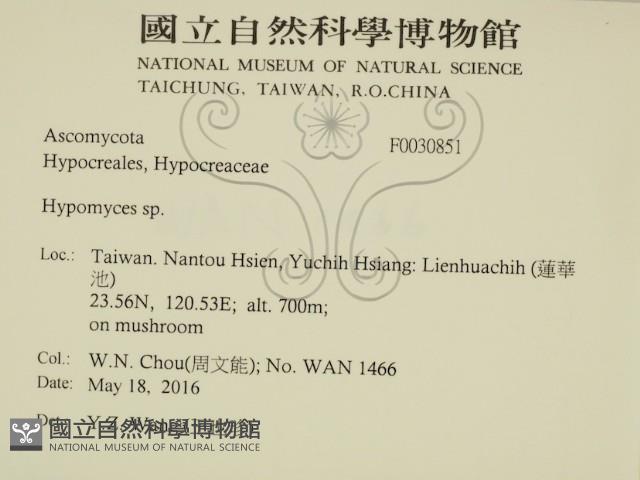 國立自然科學博物館
NATIONAL MUSEUM OF NATURAL SCIENCE
TAICHUNG, TAIWAN, R.O.CHINA
Ascomycota F0030851
Hypocreales, Hypocreaceae
Hypomyces sp.
Loc.: Taiwan. Nantou Hsien, Yuchih Hsiang: Lienhuachih (蓮華
池)
23.56N, 120.53E; alt. 700m;
on mushroom
Col.: W.N. Chou(周文能); No. WAN 1466
Date: May 18, 2016
國立自然科學博物館
NATIONAL MUSEUM OF NATURAL SCIENCE